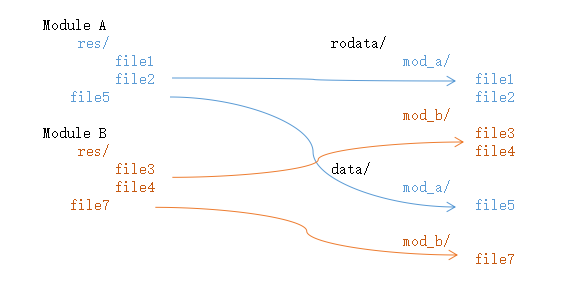 Module A
res/
file1
file2
file5
Module B
res/
file3
file4
file7
rodata/
mod_a/
file1
file2
mod_b/
file3
file4
data/
mod_a/
file5
mod_b/
file7